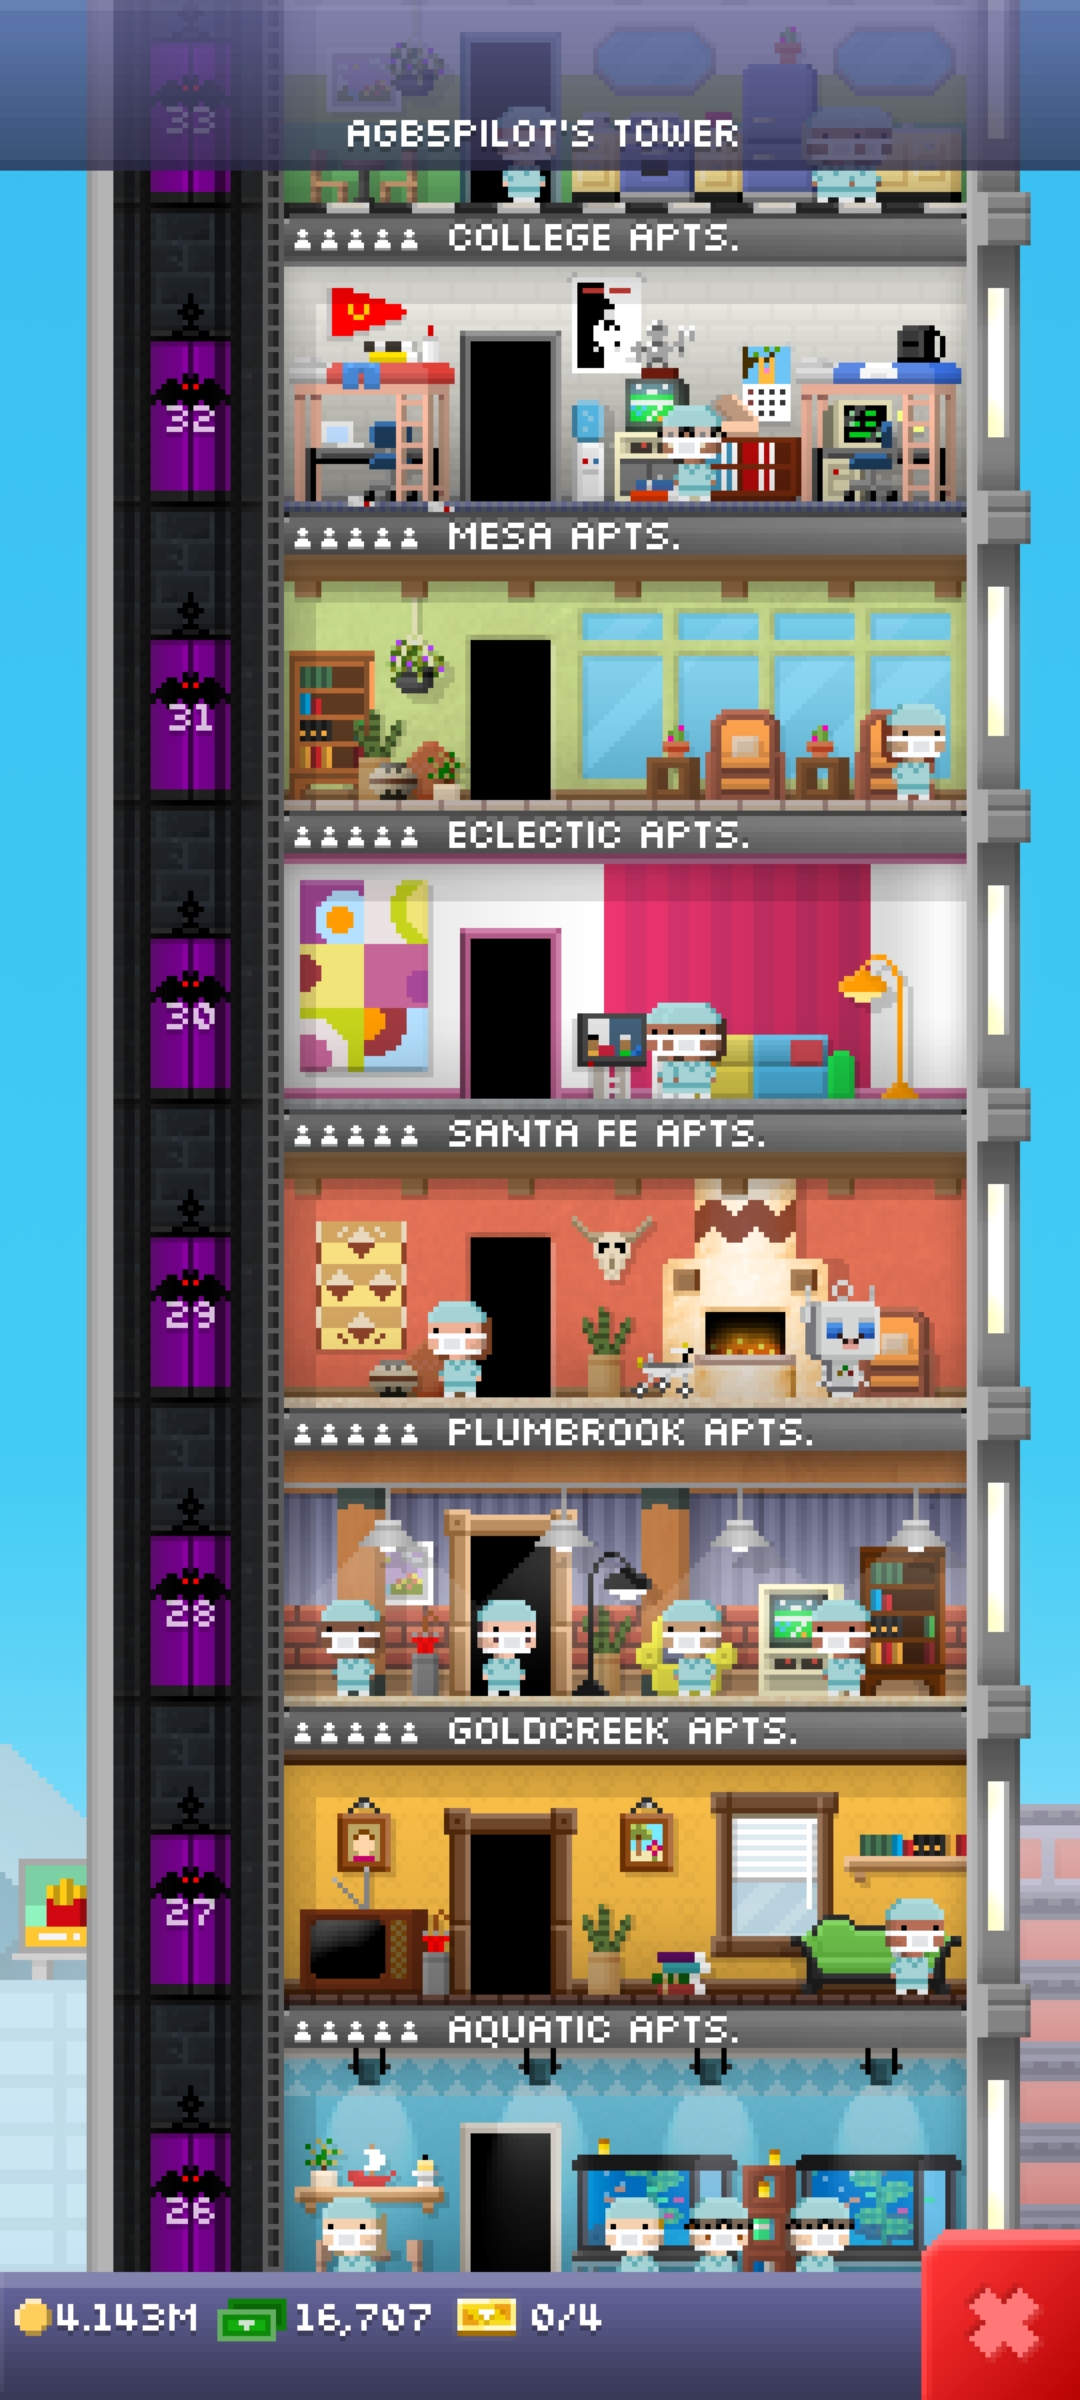 33
AGB5PILOT'S TOWER
COLLEGE APTS.
32
MESA APTS.
31
ECLECTIC APTS.
30
SANTA FE APTS.
29
PLUMBROOK APTS.
28
GOLDCREEK APTS.
27
AQUATIC APTS.
26
4.143M 16,707 0/4